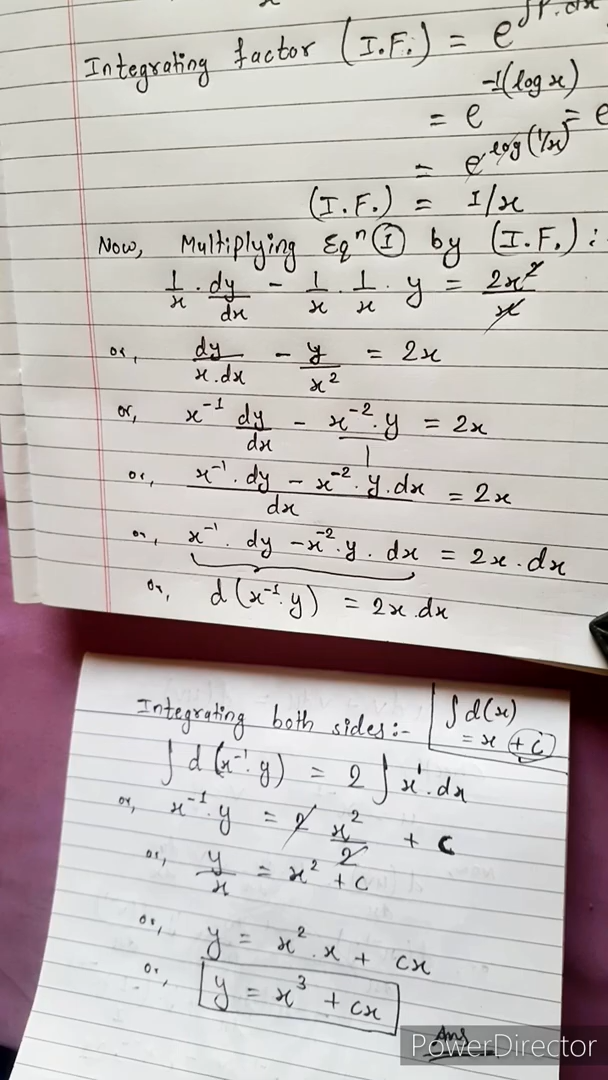 Integrating factor (I.F.) = e^∫P.dx
= e^-1(log x) = e
= e^log(1/x)
(I.F.) = 1/x
Now, Multiplying Eqⁿ ① by (I.F.) :
1/x . dy/dx - 1/x . 1/x . y = 2x²/x
or, dy/x.dx - y/x² = 2x
or, x⁻¹ dy/dx - x⁻².y = 2x
or, x⁻¹.dy - x⁻².y.dx/dx = 2x
or, x⁻¹. dy - x⁻².y. dx = 2x.dx
or, d(x⁻¹.y) = 2x.dx
Integrating both sides:-
∫d(x)
= x + c
∫d(x⁻¹.y) = 2∫x¹.dx
or, x⁻¹.y = 2 x²/2 + c
or, y/x = x² + c
or, y = x².x + cx
or, y = x³ + cx
Ans
PowerDirector